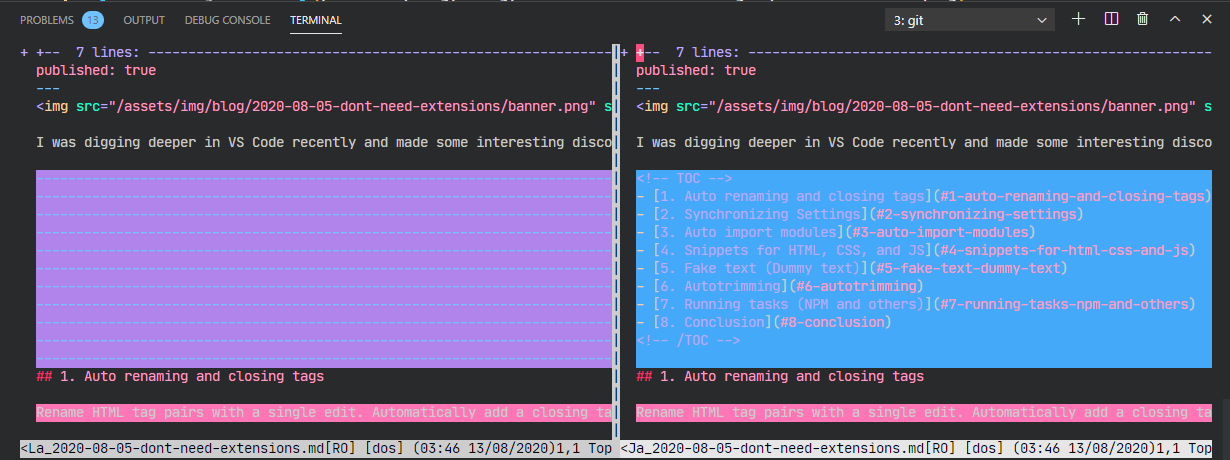 PROBLEMS 13 OUTPUT DEBUG CONSOLE TERMINAL 3: git
+ +-- 7 lines: ----------------------------------------------------------
published: true
---
<img src="/assets/img/blog/2020-08-05-dont-need-extensions/banner.png" s
I was digging deeper in VS Code recently and made some interesting disco
## 1. Auto renaming and closing tags
Rename HTML tag pairs with a single edit. Automatically add a closing ta
<La_2020-08-05-dont-need-extensions.md[RO] [dos] (03:46 13/08/2020)1,1 Top
+ +-- 7 lines: ----------------------------------------------------------
published: true
---
<img src="/assets/img/blog/2020-08-05-dont-need-extensions/banner.png" s
I was digging deeper in VS Code recently and made some interesting disco
<!-- TOC -->
- [1. Auto renaming and closing tags](#1-auto-renaming-and-closing-tags)
- [2. Synchronizing Settings](#2-synchronizing-settings)
- [3. Auto import modules](#3-auto-import-modules)
- [4. Snippets for HTML, CSS, and JS](#4-snippets-for-html-css-and-js)
- [5. Fake text (Dummy text)](#5-fake-text-dummy-text)
- [6. Autotrimming](#6-autotrimming)
- [7. Running tasks (NPM and others)](#7-running-tasks-npm-and-others)
- [8. Conclusion](#8-conclusion)
<!-- /TOC -->
## 1. Auto renaming and closing tags
Rename HTML tag pairs with a single edit. Automatically add a closing ta
<Ja_2020-08-05-dont-need-extensions.md[RO] [dos] (03:46 13/08/2020)1,1 Top